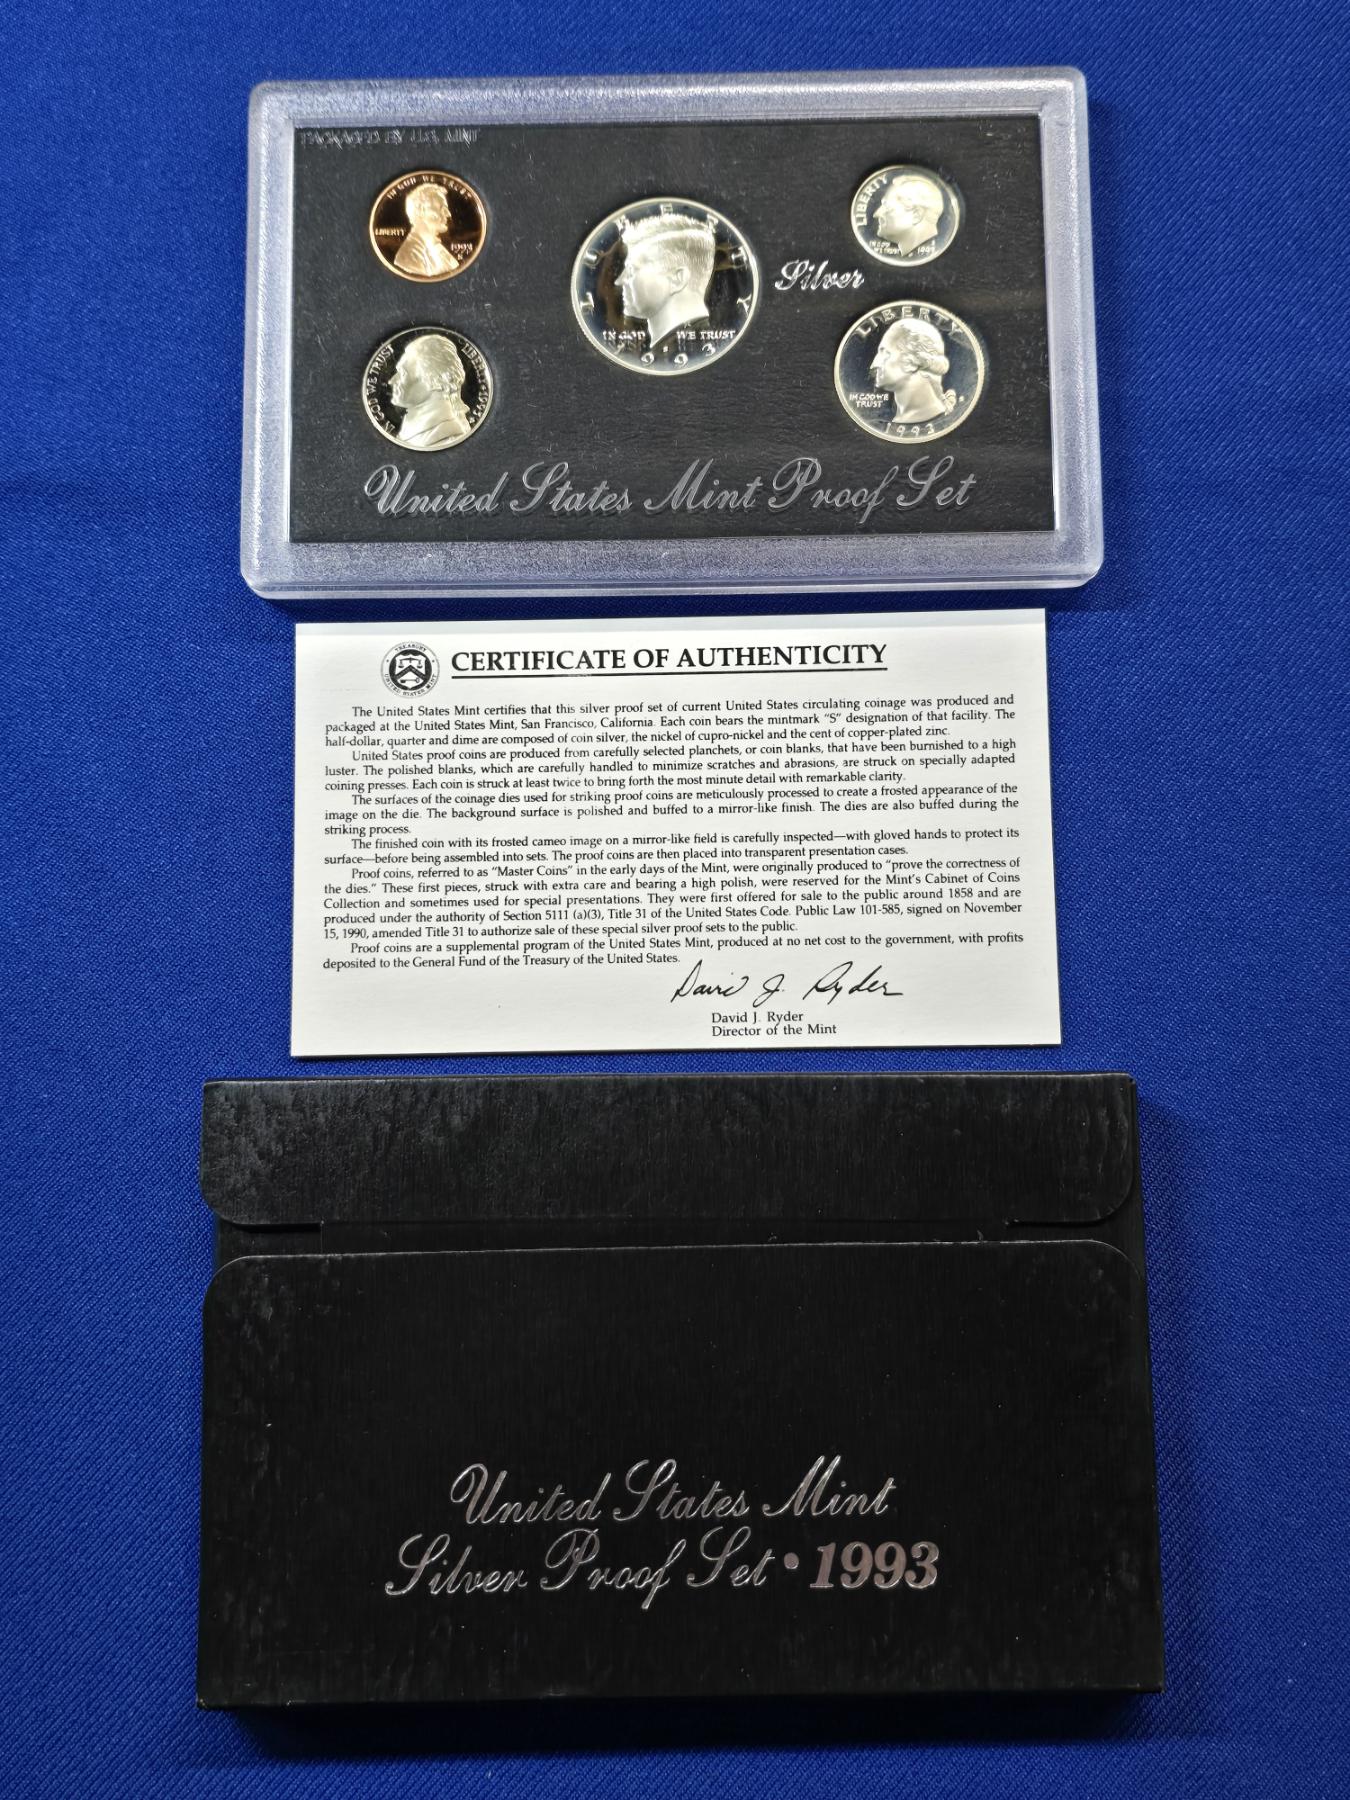 PACKAGED BY U.S. MINT
IN GOD WE TRUST
LIBERTY
1993
S
LIBERTY
IN GOD WE TRUST
1993
Silver
LIBERTY
IN GOD
WE TRUST
1993
IN GOD WE TRUST
LIBERTY • 1993
LIBERTY
IN GOD WE
TRUST
1993
United States Mint Proof Set
CERTIFICATE OF AUTHENTICITY
The United States Mint certifies that this silver proof set of current United States circulating coinage was produced and
packaged at the United States Mint, San Francisco, California. Each coin bears the mintmark “S” designation of that facility. The
half-dollar, quarter and dime are composed of coin silver, the nickel of cupro-nickel and the cent of copper-plated zinc.
United States proof coins are produced from carefully selected planchets, or coin blanks, that have been burnished to a high
luster. The polished blanks, which are carefully handled to minimize scratches and abrasions, are struck on specially adapted
coining presses. Each coin is struck at least twice to bring forth the most minute detail with remarkable clarity.
The surfaces of the coinage dies used for striking proof coins are meticulously processed to create a frosted appearance of the
image on the die. The background surface is polished and buffed to a mirror-like finish. The dies are also buffed during the
striking process.
The finished coin with its frosted cameo image on a mirror-like field is carefully inspected—with gloved hands to protect its
surface—before being assembled into sets. The proof coins are then placed into transparent presentation cases.
Proof coins, referred to as “Master Coins” in the early days of the Mint, were originally produced to “prove the correctness of
the dies.” These first pieces, struck with extra care and bearing a high polish, were reserved for the Mint's Cabinet of Coins
Collection and sometimes used for special presentations. They were first offered for sale to the public around 1858 and are
produced under the authority of Section 5111 (a)(3), Title 31 of the United States Code. Public Law 101-585, signed on November
15, 1990, amended Title 31 to authorize sale of these special silver proof sets to the public.
Proof coins are a supplemental program of the United States Mint, produced at no net cost to the government, with profits
deposited to the General Fund of the Treasury of the United States.
David J. Ryder
David J. Ryder
Director of the Mint
United States Mint
Silver Proof Set • 1993